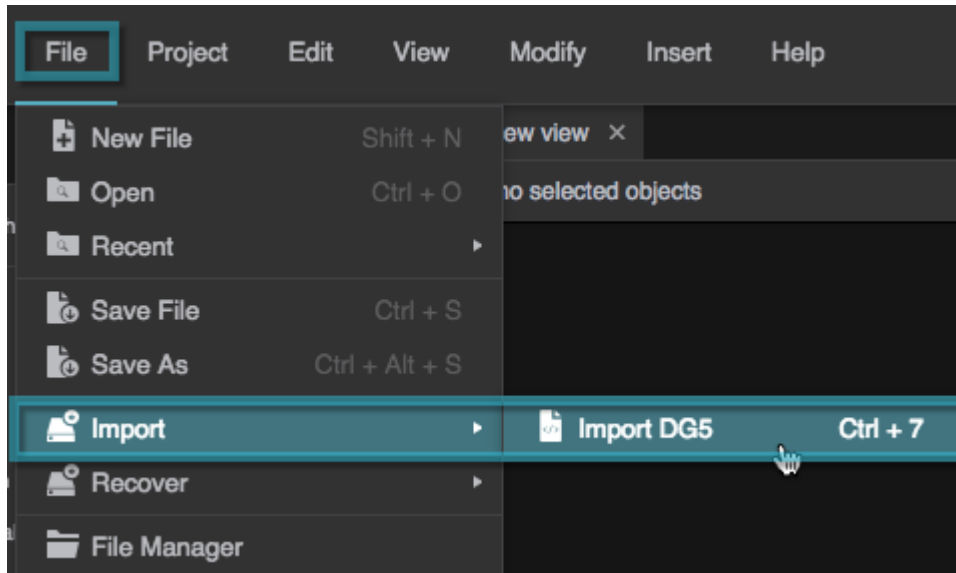 File Project Edit View Modify Insert Help
New File Shift + N
ew view ×
Open Ctrl + O
no selected objects
Recent
Save File Ctrl + S
Save As Ctrl + Alt + S
Import
Import DG5 Ctrl + 7
Recover
File Manager